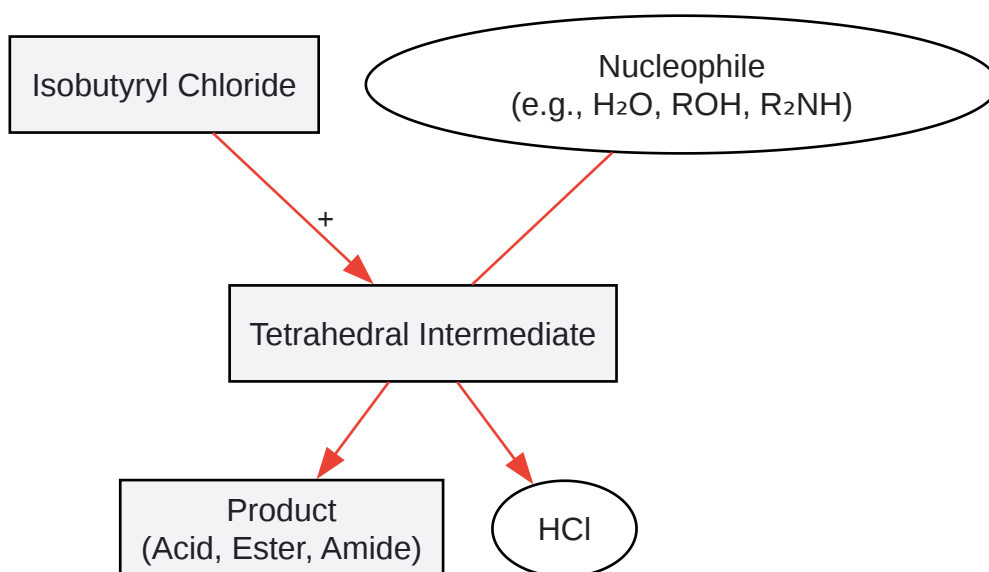 Isobutyryl Chloride
Nucleophile
(e.g., H₂O, ROH, R₂NH)
+
Tetrahedral Intermediate
Product
(Acid, Ester, Amide)
HCl